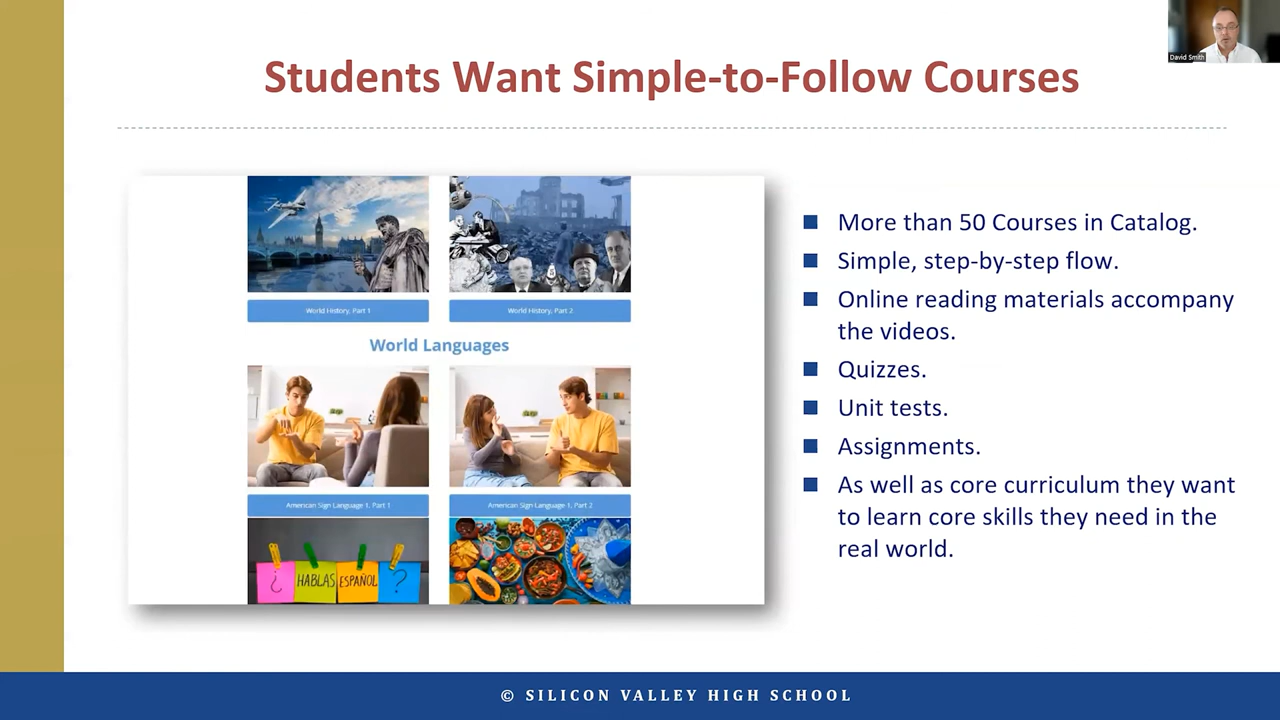 David Smith
Students Want Simple-to-Follow Courses
World History, Part 1
World History, Part 2
World Languages
American Sign Language 1, Part 1
American Sign Language 1, Part 2
¿ HABLAS ESPAÑOL ?
More than 50 Courses in Catalog.
Simple, step-by-step flow.
Online reading materials accompany
the videos.
Quizzes.
Unit tests.
Assignments.
As well as core curriculum they want
to learn core skills they need in the
real world.
© SILICON VALLEY HIGH SCHOOL